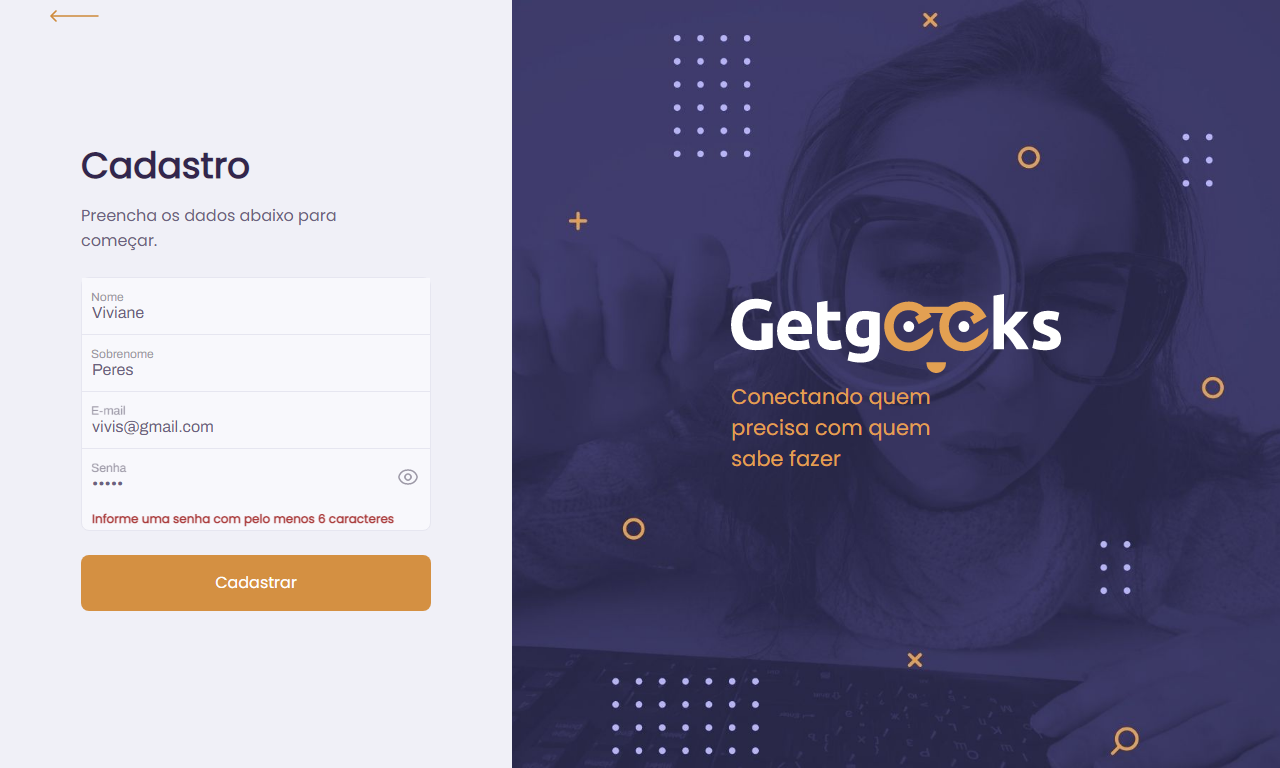 Cadastro
Preencha os dados abaixo para
começar.
Nome
Viviane
Sobrenome
Peres
E-mail
vivis@gmail.com
Senha
•••••
Informe uma senha com pelo menos 6 caracteres
Cadastrar
Getgeeks
Conectando quem
precisa com quem
sabe fazer